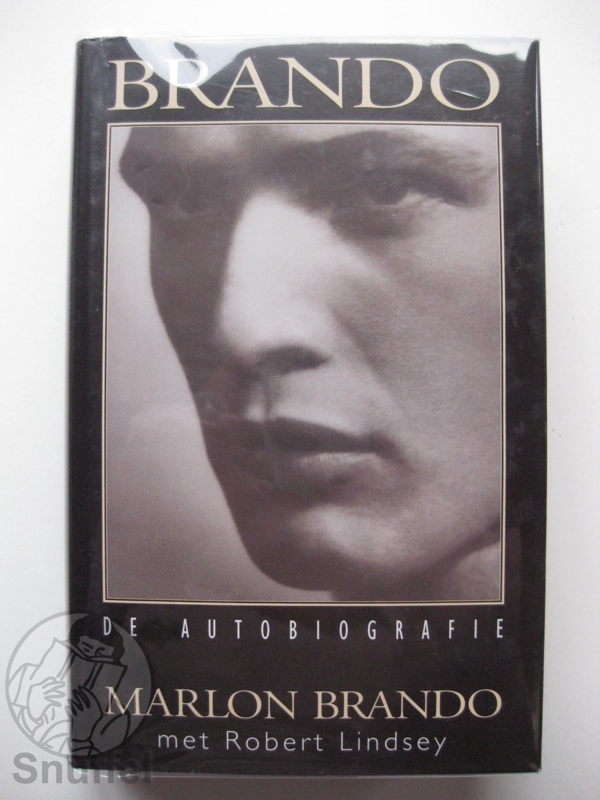 BRANDO
DE AUTOBIOGRAFIE
MARLON BRANDO
met Robert Lindsey
Snuffel